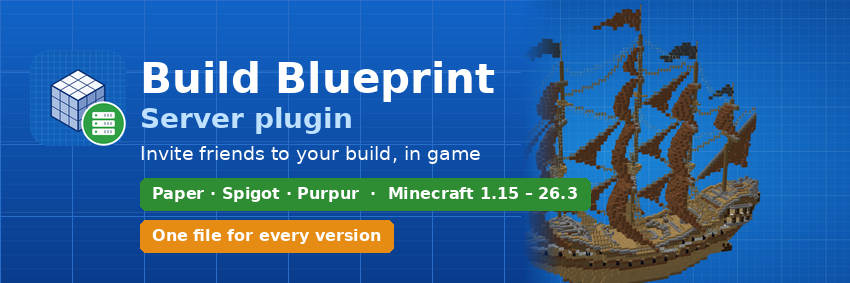 Build Blueprint
Server plugin
Invite friends to your build, in game
Paper · Spigot · Purpur · Minecraft 1.15 – 26.3
One file for every version